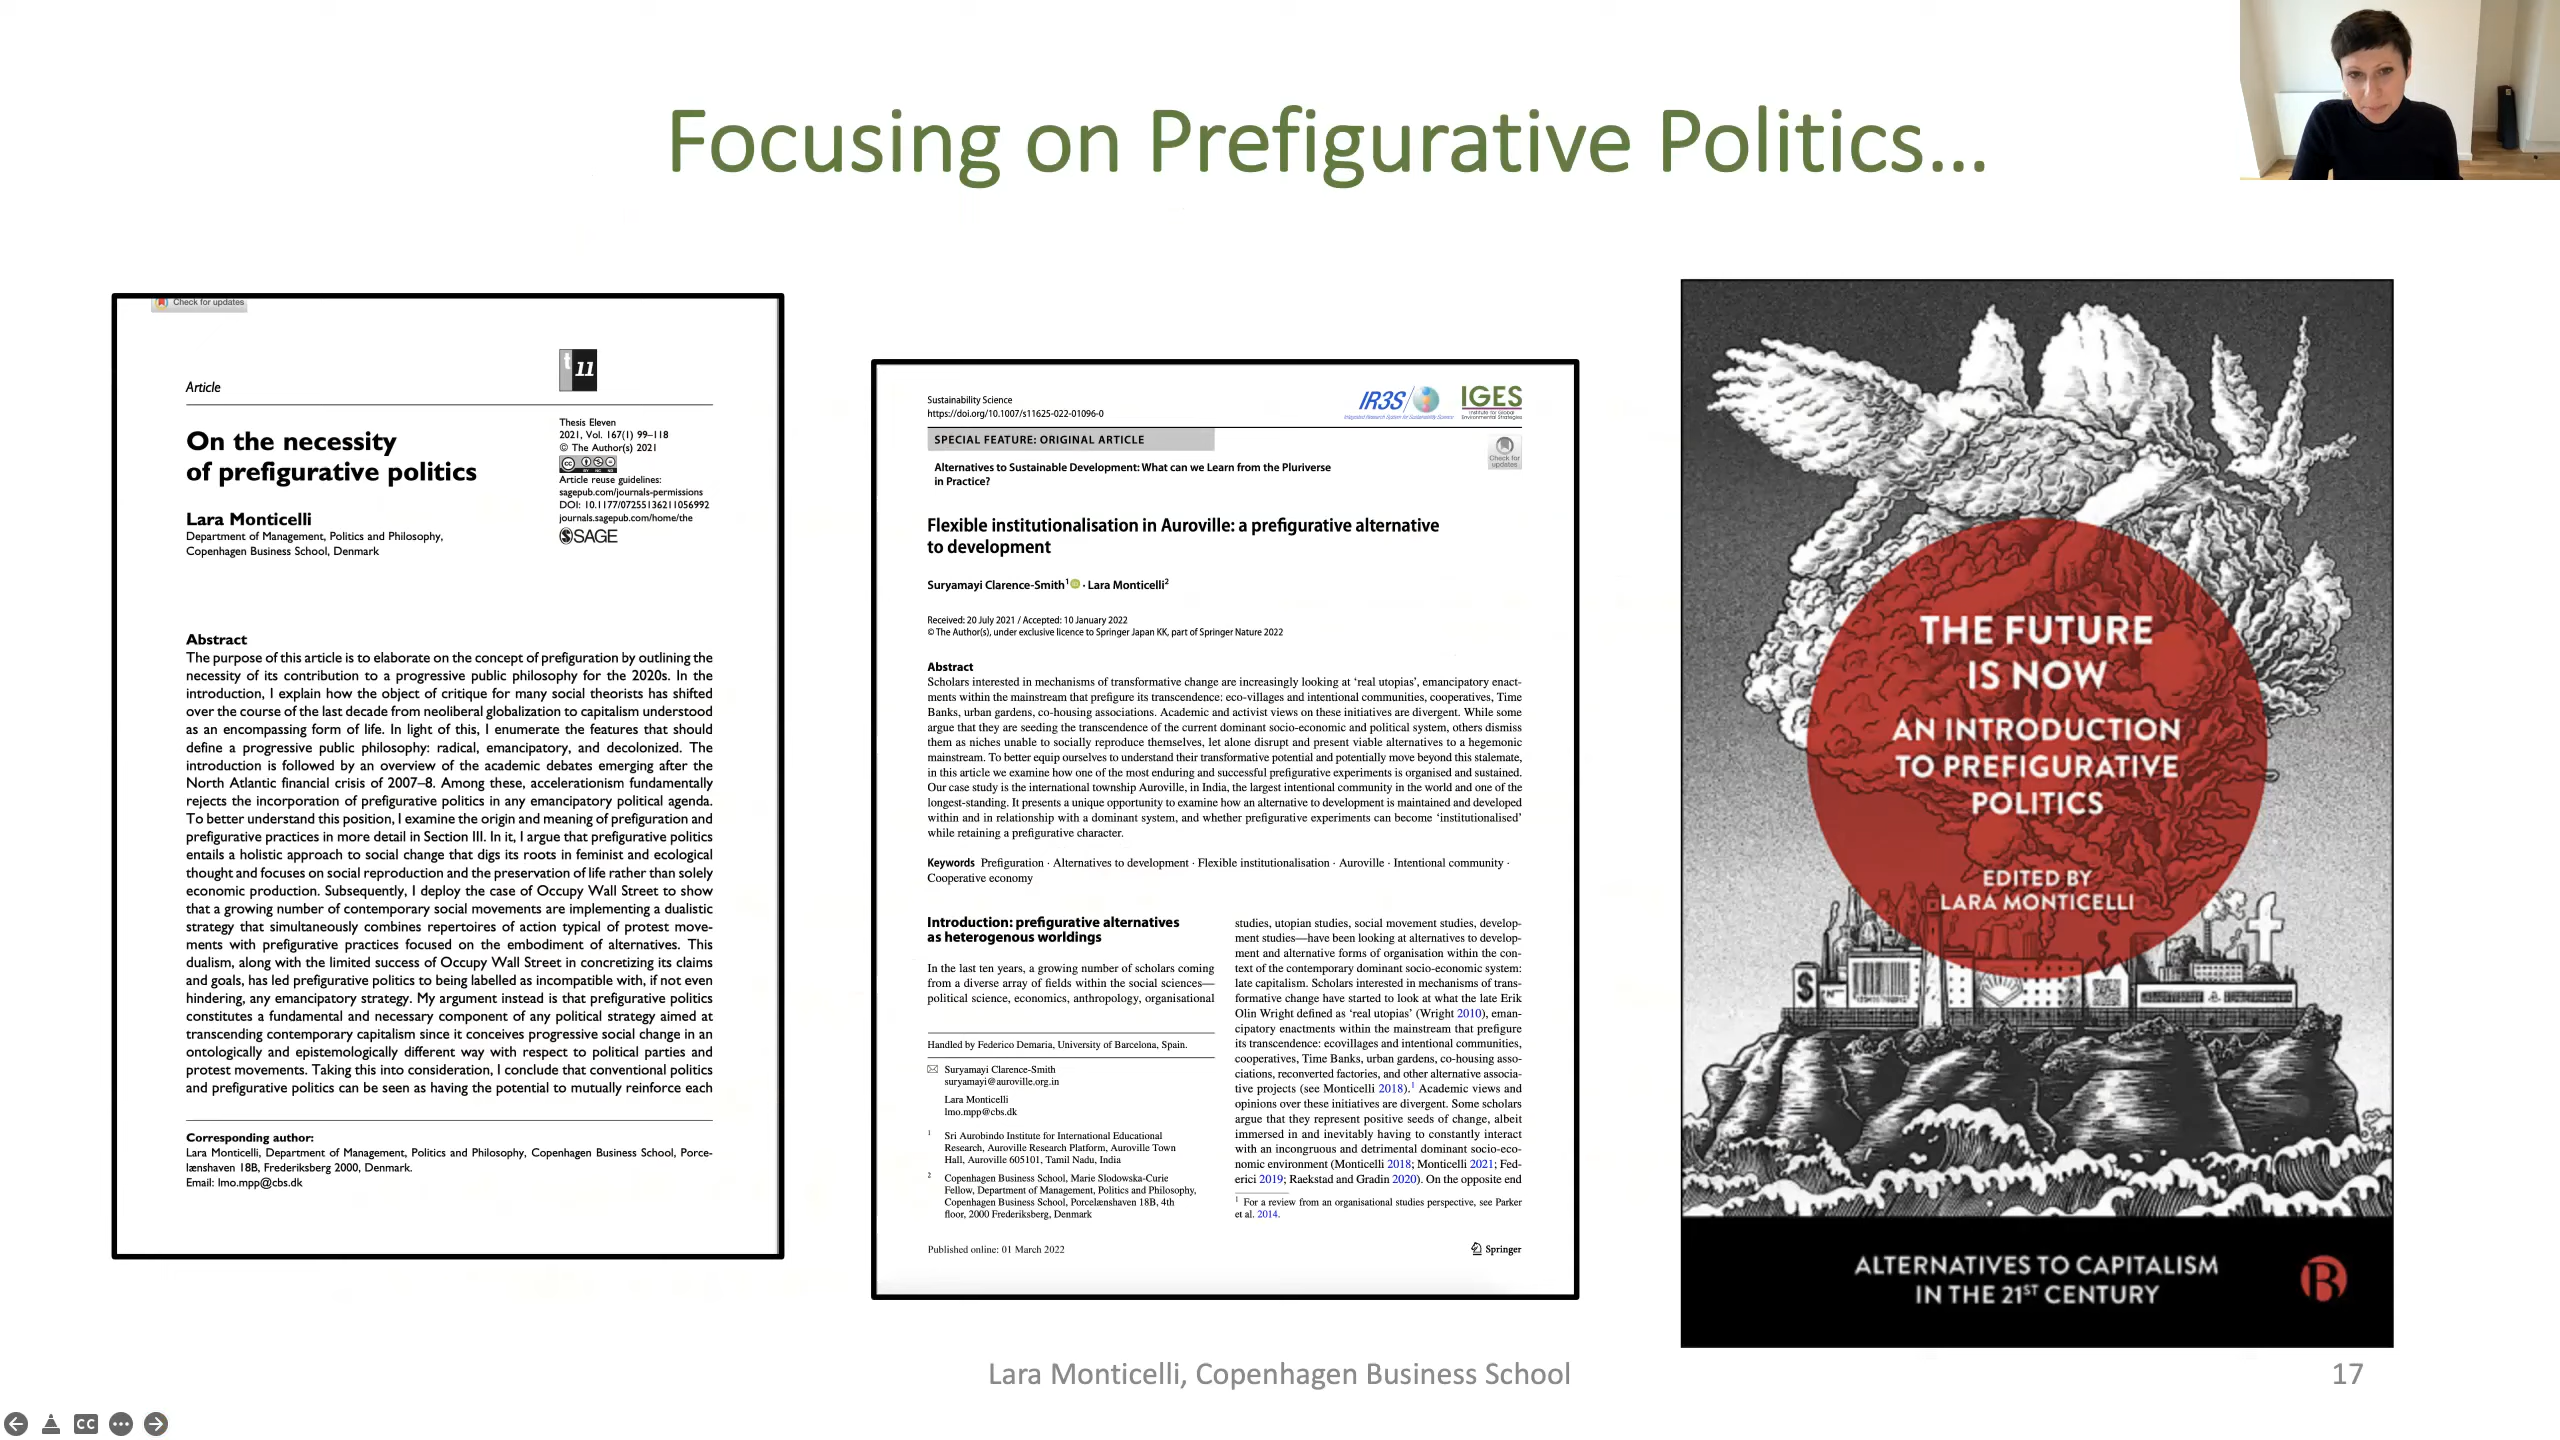 Focusing on Prefigurative Politics...
Check for updates
Article
t
11
On the necessity
of prefigurative politics
Lara Monticelli
Department of Management, Politics and Philosophy,
Copenhagen Business School, Denmark
Thesis Eleven
2021, Vol. 167(1) 99–118
© The Author(s) 2021
Article reuse guidelines:
sagepub.com/journals-permissions
DOI: 10.1177/07255136211056992
journals.sagepub.com/home/the
SAGE
Abstract
The purpose of this article is to elaborate on the concept of prefiguration by outlining the
necessity of its contribution to a progressive public philosophy for the 2020s. In the
introduction, I explain how the object of critique for many social theorists has shifted
over the course of the last decade from neoliberal globalization to capitalism understood
as an encompassing form of life. In light of this, I enumerate the features that should
define a progressive public philosophy: radical, emancipatory, and decolonized. The
introduction is followed by an overview of the academic debates emerging after the
North Atlantic financial crisis of 2007–8. Among these, accelerationism fundamentally
rejects the incorporation of prefigurative politics in any emancipatory political agenda.
To better understand this position, I examine the origin and meaning of prefiguration and
prefigurative practices in more detail in Section III. In it, I argue that prefigurative politics
entails a holistic approach to social change that digs its roots in feminist and ecological
thought and focuses on social reproduction and the preservation of life rather than solely
economic production. Subsequently, I deploy the case of Occupy Wall Street to show
that a growing number of contemporary social movements are implementing a dualistic
strategy that simultaneously combines repertoires of action typical of protest move-
ments with prefigurative practices focused on the embodiment of alternatives. This
dualism, along with the limited success of Occupy Wall Street in concretizing its claims
and goals, has led prefigurative politics to being labelled as incompatible with, if not even
hindering, any emancipatory strategy. My argument instead is that prefigurative politics
constitutes a fundamental and necessary component of any political strategy aimed at
transcending contemporary capitalism since it conceives progressive social change in an
ontologically and epistemologically different way with respect to political parties and
protest movements. Taking this into consideration, I conclude that conventional politics
and prefigurative politics can be seen as having the potential to mutually reinforce each
Corresponding author:
Lara Monticelli, Department of Management, Politics and Philosophy, Copenhagen Business School, Porce-
lænshaven 18B, Frederiksberg 2000, Denmark.
Email: lmo.mpp@cbs.dk
Sustainability Science
https://doi.org/10.1007/s11625-022-01096-0
IR3S
Integrated Research System for Sustainability Science
IGES
Institute for Global
Environmental Strategies
SPECIAL FEATURE: ORIGINAL ARTICLE
Check for
updates
Alternatives to Sustainable Development: What can we Learn from the Pluriverse
in Practice?
Flexible institutionalisation in Auroville: a prefigurative alternative
to development
Suryamayi Clarence-Smith1 · Lara Monticelli2
Received: 20 July 2021 / Accepted: 10 January 2022
© The Author(s), under exclusive licence to Springer Japan KK, part of Springer Nature 2022
Abstract
Scholars interested in mechanisms of transformative change are increasingly looking at ‘real utopias’, emancipatory enact-
ments within the mainstream that prefigure its transcendence: eco-villages and intentional communities, cooperatives, Time
Banks, urban gardens, co-housing associations. Academic and activist views on these initiatives are divergent. While some
argue that they are seeding the transcendence of the current dominant socio-economic and political system, others dismiss
them as niches unable to socially reproduce themselves, let alone disrupt and present viable alternatives to a hegemonic
mainstream. To better equip ourselves to understand their transformative potential and potentially move beyond this stalemate,
in this article we examine how one of the most enduring and successful prefigurative experiments is organised and sustained.
Our case study is the international township Auroville, in India, the largest intentional community in the world and one of the
longest-standing. It presents a unique opportunity to examine how an alternative to development is maintained and developed
within and in relationship with a dominant system, and whether prefigurative experiments can become ‘institutionalised’
while retaining a prefigurative character.
Keywords Prefiguration · Alternatives to development · Flexible institutionalisation · Auroville · Intentional community ·
Cooperative economy
Introduction: prefigurative alternatives
as heterogenous worldings
In the last ten years, a growing number of scholars coming
from a diverse array of fields within the social sciences—
political science, economics, anthropology, organisational
Handled by Federico Demaria, University of Barcelona, Spain.
Suryamayi Clarence-Smith
suryamayi@auroville.org.in
Lara Monticelli
lmo.mpp@cbs.dk
1 Sri Aurobindo Institute for International Educational
Research, Auroville Research Platform, Auroville Town
Hall, Auroville 605101, Tamil Nadu, India
2 Copenhagen Business School, Marie Slodowska-Curie
Fellow, Department of Management, Politics and Philosophy,
Copenhagen Business School, Porcelænshaven 18B, 4th
floor, 2000 Frederiksberg, Denmark
studies, utopian studies, social movement studies, develop-
ment studies—have been looking at alternatives to develop-
ment and alternative forms of organisation within the con-
text of the contemporary dominant socio-economic system:
late capitalism. Scholars interested in mechanisms of trans-
formative change have started to look at what the late Erik
Olin Wright defined as ‘real utopias’ (Wright 2010), eman-
cipatory enactments within the mainstream that prefigure
its transcendence: ecovillages and intentional communities,
cooperatives, Time Banks, urban gardens, co-housing asso-
ciations, reconverted factories, and other alternative associa-
tive projects (see Monticelli 2018).1 Academic views and
opinions over these initiatives are divergent. Some scholars
argue that they represent positive seeds of change, albeit
immersed in and inevitably having to constantly interact
with an incongruous and detrimental dominant socio-eco-
nomic environment (Monticelli 2018; Monticelli 2021; Fed-
erici 2019; Raekstad and Gradin 2020). On the opposite end
1 For a review from an organisational studies perspective, see Parker
et al. 2014.
Published online: 01 March 2022
Springer
THE FUTURE
IS NOW
AN INTRODUCTION
TO PREFIGURATIVE
POLITICS
EDITED BY
LARA MONTICELLI
$
f
ALTERNATIVES TO CAPITALISM
IN THE 21ST CENTURY
B
Lara Monticelli, Copenhagen Business School
17
CC